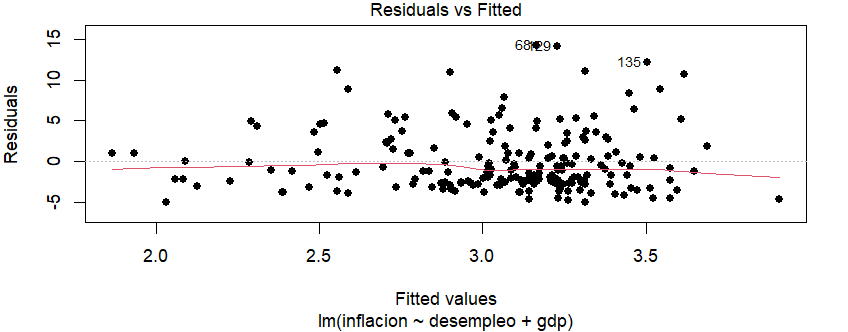 Residuals vs Fitted
Residuals
15
10
5
0
-5
68
129
135
2.0 2.5 3.0 3.5
Fitted values
lm(inflacion ~ desempleo + gdp)